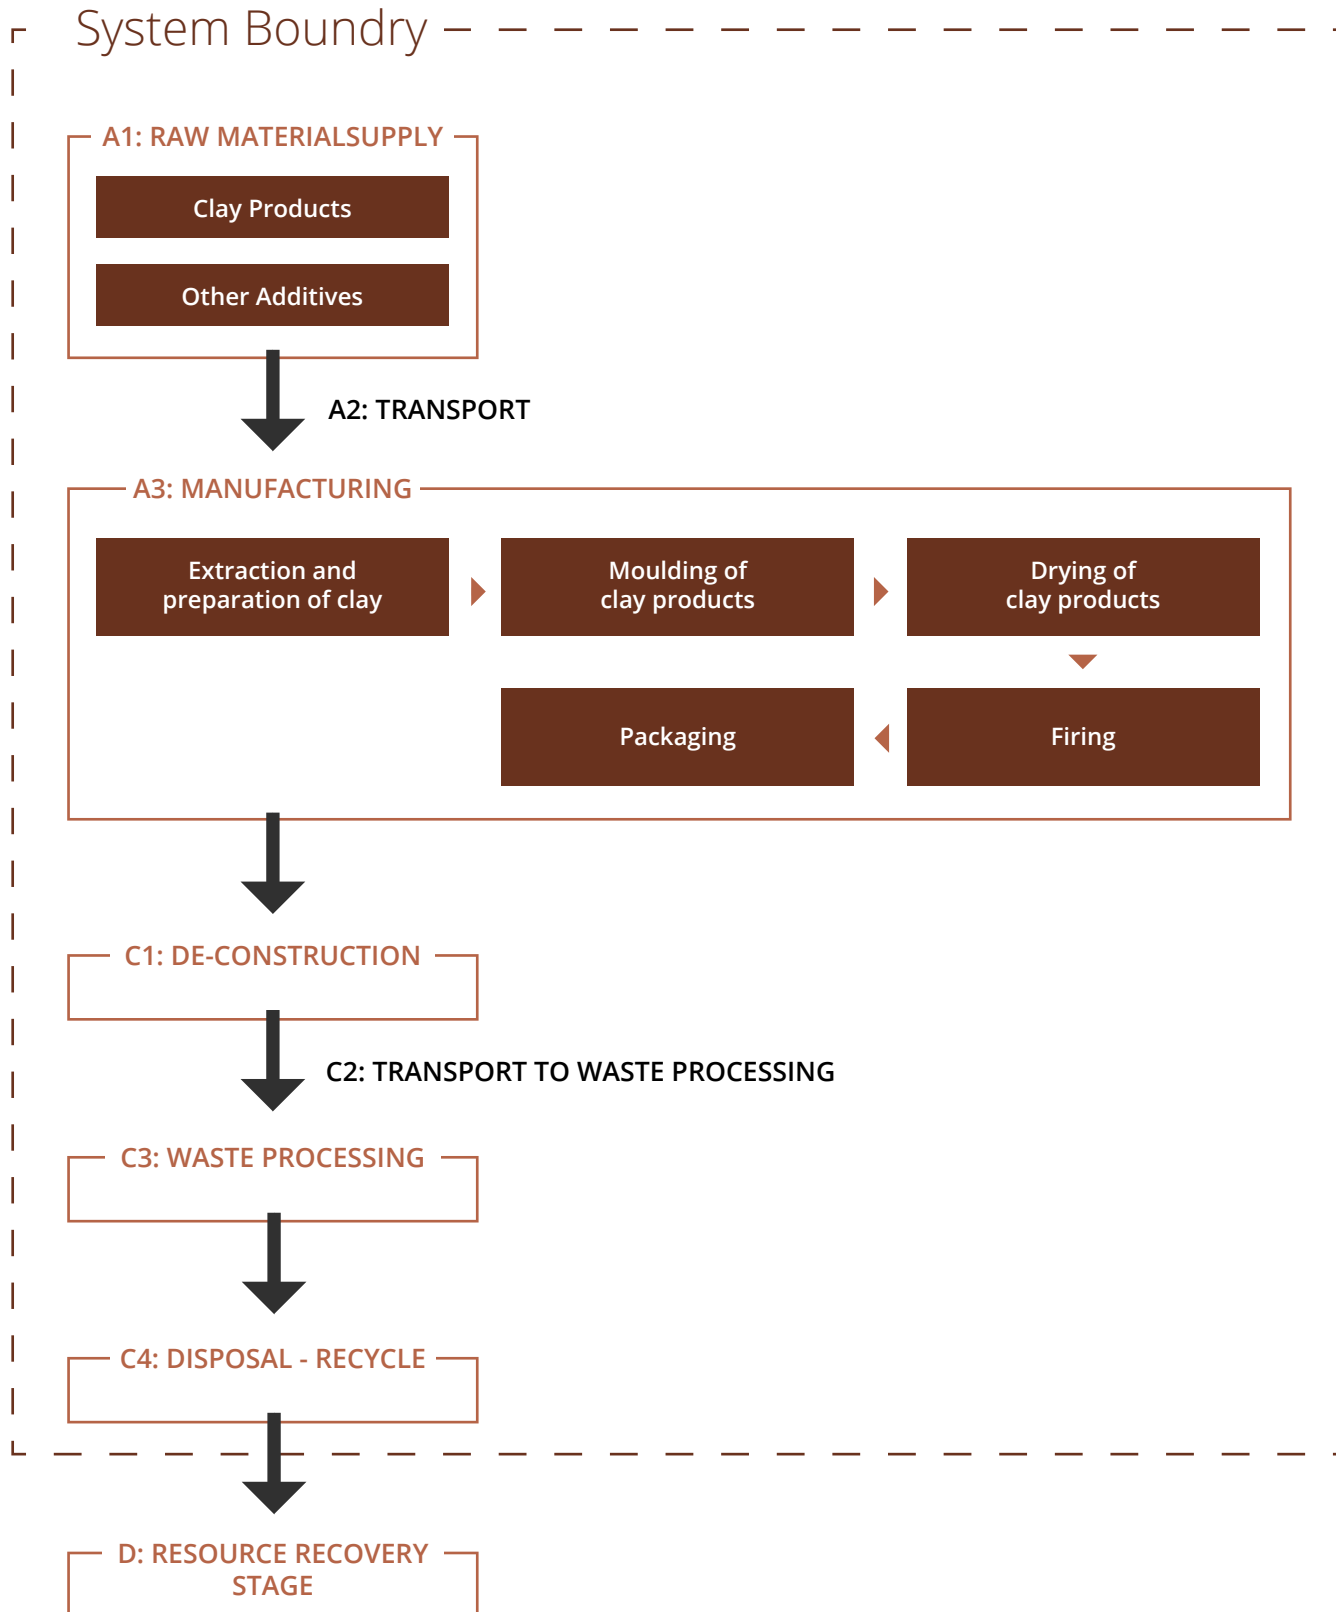 System Boundry
A1: RAW MATERIALSUPPLY
Clay Products
Other Additives
A2: TRANSPORT
A3: MANUFACTURING
Extraction and
preparation of clay
Moulding of
clay products
Drying of
clay products
Packaging
Firing
C1: DE-CONSTRUCTION
C2: TRANSPORT TO WASTE PROCESSING
C3: WASTE PROCESSING
C4: DISPOSAL - RECYCLE
D: RESOURCE RECOVERY
STAGE